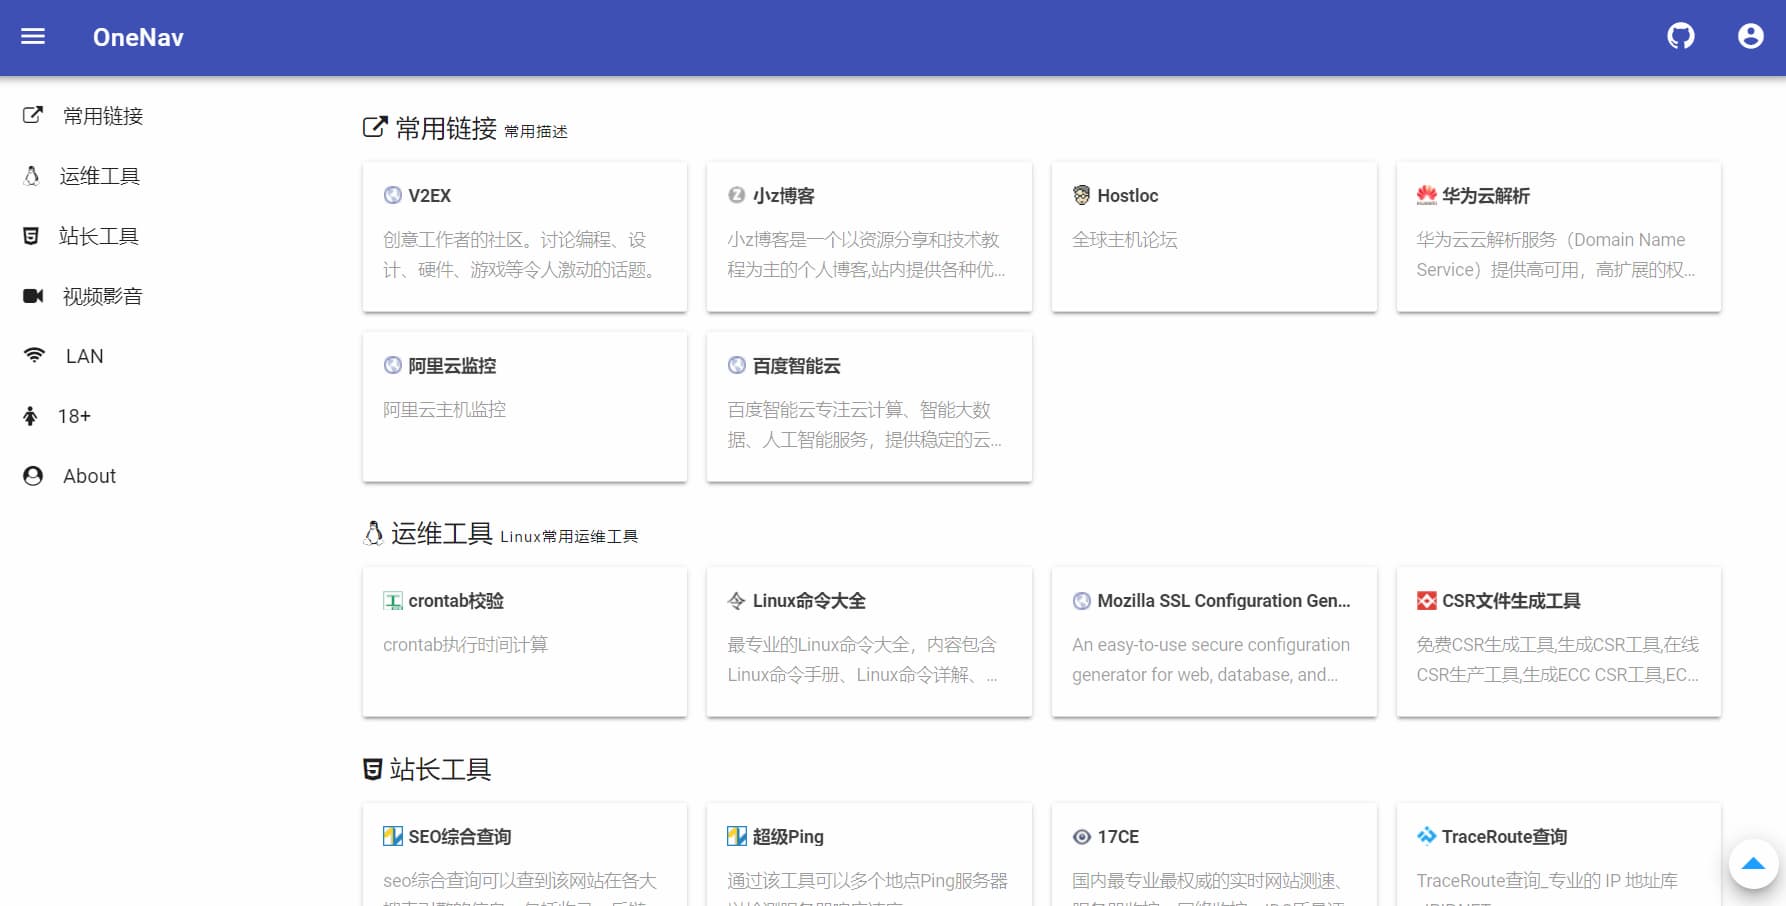 OneNav
常用链接
运维工具
站长工具
视频影音
LAN
18+
About
常用链接 常用描述
V2EX
创意工作者的社区。讨论编程、设
计、硬件、游戏等令人激动的话题。
小z博客
小z博客是一个以资源分享和技术教
程为主的个人博客,站内提供各种优...
Hostloc
全球主机论坛
华为云解析
华为云云解析服务（Domain Name
Service）提供高可用，高扩展的权...
阿里云监控
阿里云主机监控
百度智能云
百度智能云专注云计算、智能大数
据、人工智能服务，提供稳定的云...
运维工具 Linux常用运维工具
crontab校验
crontab执行时间计算
Linux命令大全
最专业的Linux命令大全，内容包含
Linux命令手册、Linux命令详解、...
Mozilla SSL Configuration Gen...
An easy-to-use secure configuration
generator for web, database, and...
CSR文件生成工具
免费CSR生成工具,生成CSR工具,在线
CSR生产工具,生成ECC CSR工具,EC...
站长工具
SEO综合查询
seo综合查询可以查到该网站在各大
超级Ping
通过该工具可以多个地点Ping服务器
17CE
国内最专业最权威的实时网站测速、
TraceRoute查询
TraceRoute查询_专业的 IP 地址库